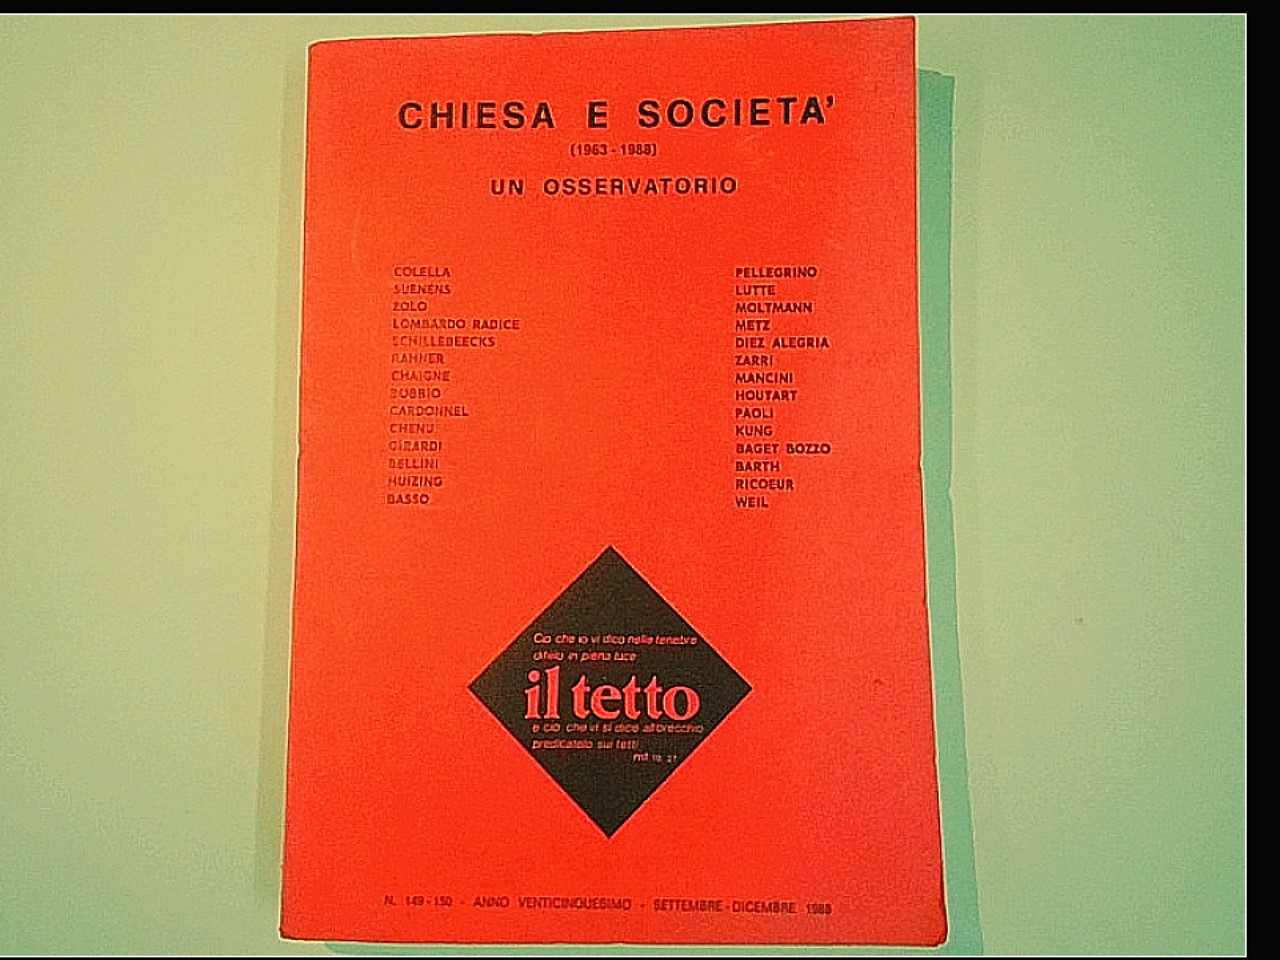 CHIESA E SOCIETA'
(1963 - 1988)
UN OSSERVATORIO
COLELLA
SUENENS
ZOLO
LOMBARDO RADICE
SCHILLEBEECKS
RAHNER
CHAIGNE
BOBBIO
CARDONNEL
CHENU
GIRARDI
BELLINI
HUIZING
BASSO
PELLEGRINO
LUTTE
MOLTMANN
METZ
DIEZ ALEGRIA
ZARRI
MANCINI
HOUTART
PAOLI
KUNG
BAGET BOZZO
BARTH
RICOEUR
WEIL
Ciò che io vi dico nelle tenebre
ditelo in piena luce
il tetto
e ciò che vi si dice all'orecchio
predicatelo sui tetti
mt 10, 27
N. 149 - 150 - ANNO VENTICINQUESIMO - SETTEMBRE - DICEMBRE 1988